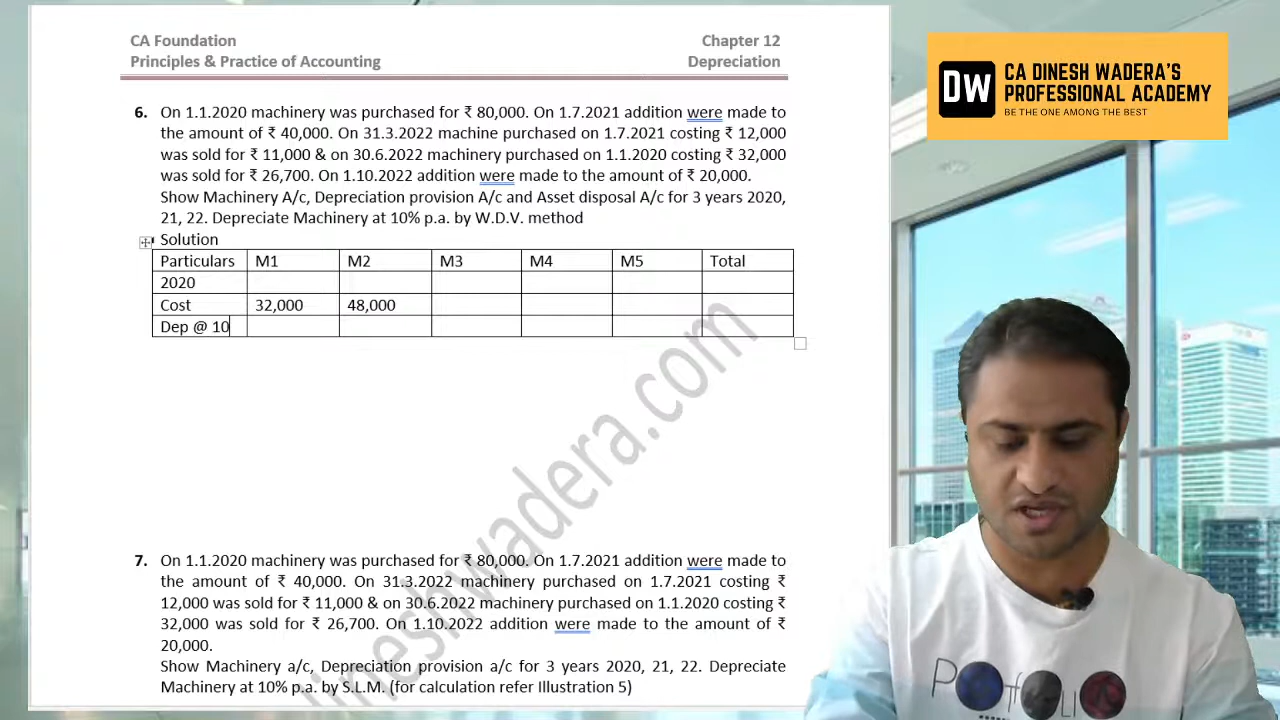 CA Foundation
Chapter 12
Principles & Practice of Accounting
Depreciation
DW
CA DINESH WADERA'S
PROFESSIONAL ACADEMY
BE THE ONE AMONG THE BEST
6. On 1.1.2020 machinery was purchased for ₹ 80,000. On 1.7.2021 addition were made to
the amount of ₹ 40,000. On 31.3.2022 machine purchased on 1.7.2021 costing ₹ 12,000
was sold for ₹ 11,000 & on 30.6.2022 machinery purchased on 1.1.2020 costing ₹ 32,000
was sold for ₹ 26,700. On 1.10.2022 addition were made to the amount of ₹ 20,000.
Show Machinery A/c, Depreciation provision A/c and Asset disposal A/c for 3 years 2020,
21, 22. Depreciate Machinery at 10% p.a. by W.D.V. method
Solution
Particulars M1 M2 M3 M4 M5 Total
2020
Cost 32,000 48,000
Dep @ 10
7. On 1.1.2020 machinery was purchased for ₹ 80,000. On 1.7.2021 addition were made to
the amount of ₹ 40,000. On 31.3.2022 machinery purchased on 1.7.2021 costing ₹
12,000 was sold for ₹ 11,000 & on 30.6.2022 machinery purchased on 1.1.2020 costing ₹
32,000 was sold for ₹ 26,700. On 1.10.2022 addition were made to the amount of ₹
20,000.
Show Machinery a/c, Depreciation provision a/c for 3 years 2020, 21, 22. Depreciate
Machinery at 10% p.a. by S.L.M. (for calculation refer Illustration 5)
ineshwadera.com